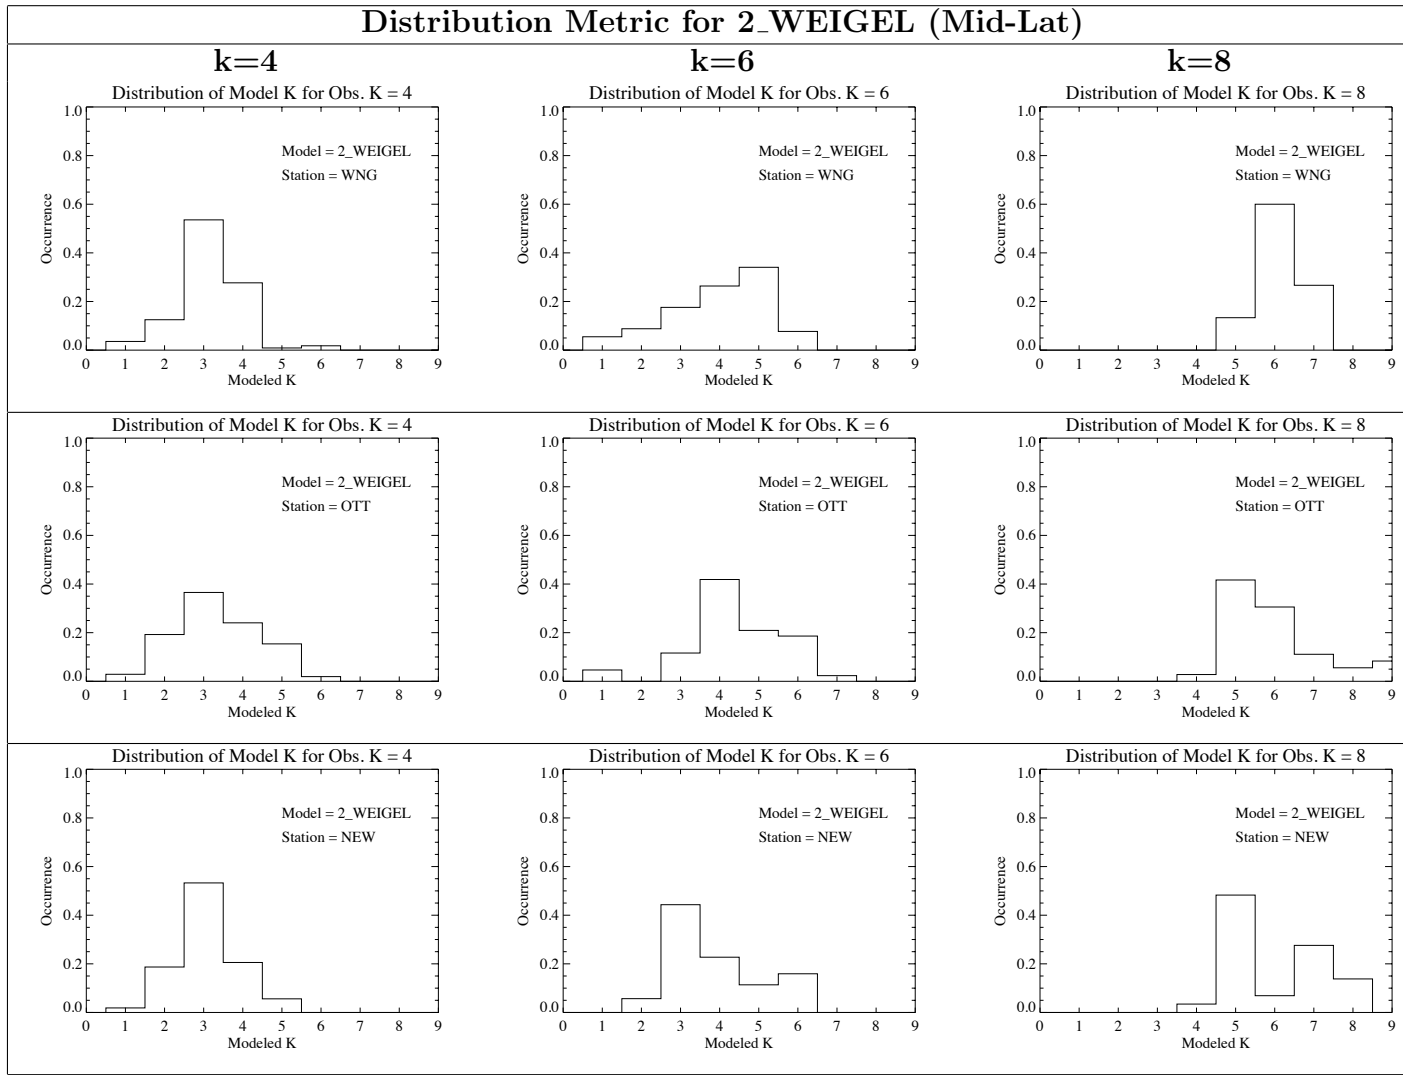 Distribution Metric for 2_WEIGEL (Mid-Lat)
k=4 k=6 k=8
Distribution of Model K for Obs. K = 4
1.0
0.8
0.6
0.4
0.2
0.0
Occurrence
Model = 2_WEIGEL
Station = WNG
0 1 2 3 4 5 6 7 8 9
Modeled K
Distribution of Model K for Obs. K = 6
1.0
0.8
0.6
0.4
0.2
0.0
Occurrence
Model = 2_WEIGEL
Station = WNG
0 1 2 3 4 5 6 7 8 9
Modeled K
Distribution of Model K for Obs. K = 8
1.0
0.8
0.6
0.4
0.2
0.0
Occurrence
Model = 2_WEIGEL
Station = WNG
0 1 2 3 4 5 6 7 8 9
Modeled K
Distribution of Model K for Obs. K = 4
1.0
0.8
0.6
0.4
0.2
0.0
Occurrence
Model = 2_WEIGEL
Station = OTT
0 1 2 3 4 5 6 7 8 9
Modeled K
Distribution of Model K for Obs. K = 6
1.0
0.8
0.6
0.4
0.2
0.0
Occurrence
Model = 2_WEIGEL
Station = OTT
0 1 2 3 4 5 6 7 8 9
Modeled K
Distribution of Model K for Obs. K = 8
1.0
0.8
0.6
0.4
0.2
0.0
Occurrence
Model = 2_WEIGEL
Station = OTT
0 1 2 3 4 5 6 7 8 9
Modeled K
Distribution of Model K for Obs. K = 4
1.0
0.8
0.6
0.4
0.2
0.0
Occurrence
Model = 2_WEIGEL
Station = NEW
0 1 2 3 4 5 6 7 8 9
Modeled K
Distribution of Model K for Obs. K = 6
1.0
0.8
0.6
0.4
0.2
0.0
Occurrence
Model = 2_WEIGEL
Station = NEW
0 1 2 3 4 5 6 7 8 9
Modeled K
Distribution of Model K for Obs. K = 8
1.0
0.8
0.6
0.4
0.2
0.0
Occurrence
Model = 2_WEIGEL
Station = NEW
0 1 2 3 4 5 6 7 8 9
Modeled K